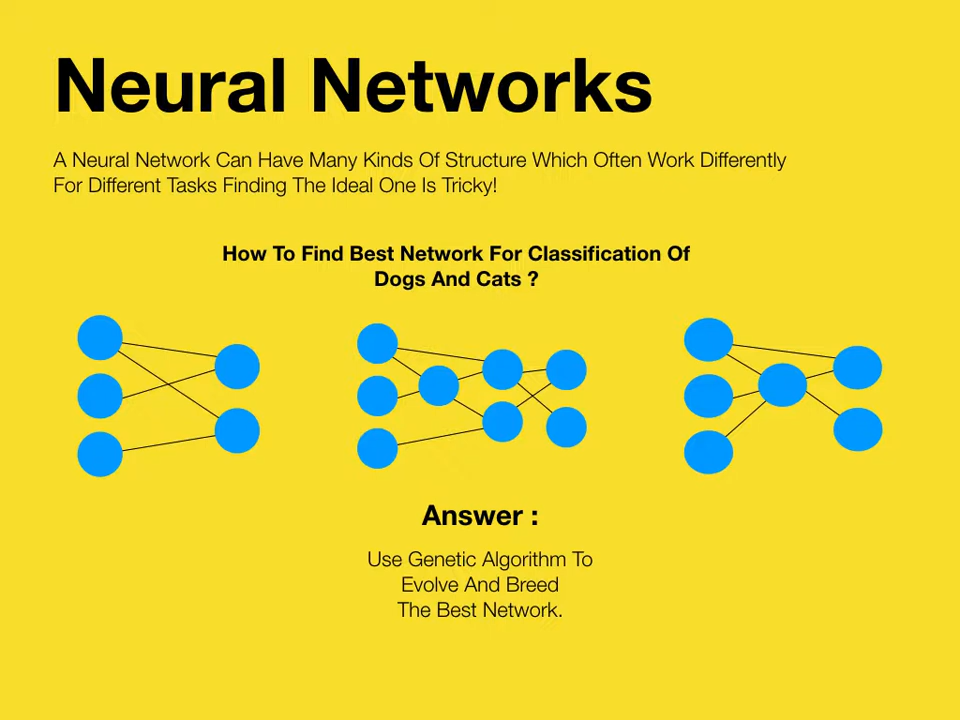 Neural Networks
A Neural Network Can Have Many Kinds Of Structure Which Often Work Differently
For Different Tasks Finding The Ideal One Is Tricky!
How To Find Best Network For Classification Of
Dogs And Cats ?
Answer :
Use Genetic Algorithm To
Evolve And Breed
The Best Network.